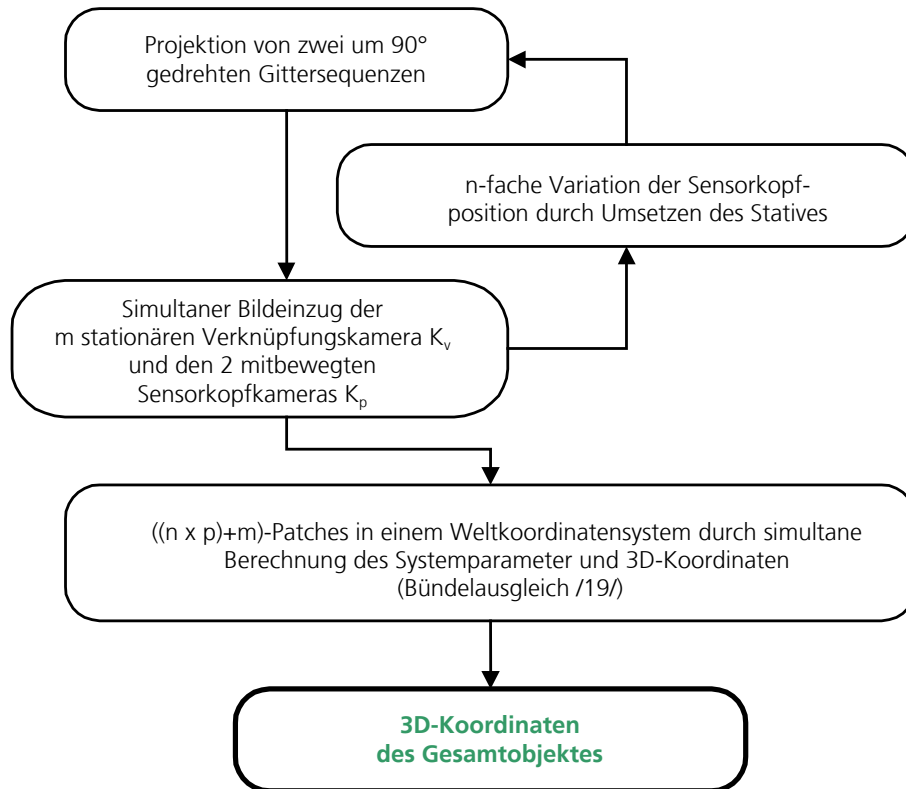 Projektion von zwei um 90°
gedrehten Gittersequenzen
n-fache Variation der Sensorkopf-
position durch Umsetzen des Statives
Simultaner Bildeinzug der
m stationären Verknüpfungskamera Kv
und den 2 mitbewegten
Sensorkopfkameras Kp
((n x p)+m)-Patches in einem Weltkoordinatensystem durch simultane
Berechnung des Systemparameter und 3D-Koordinaten
(Bündelausgleich /19/)
3D-Koordinaten
des Gesamtobjektes